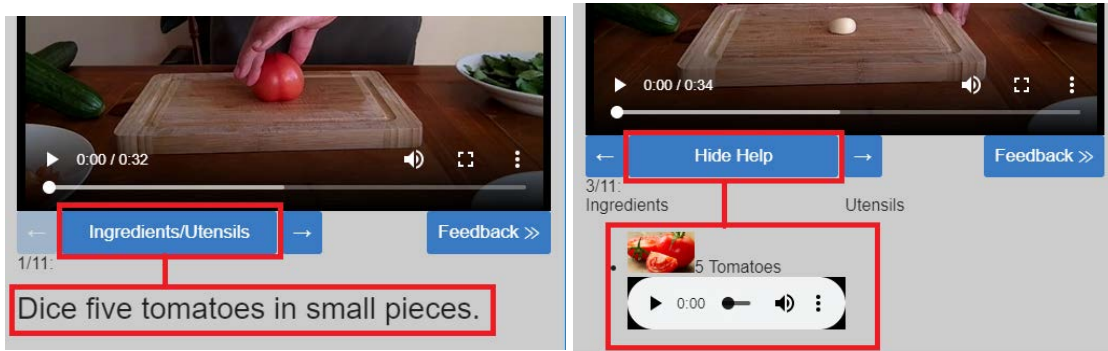 0:00 / 0:32
← Ingredients/Utensils → Feedback >>
1/11:
Dice five tomatoes in small pieces.
0:00 / 0:34
← Hide Help → Feedback >>
3/11:
Ingredients Utensils
• 5 Tomatoes
0:00